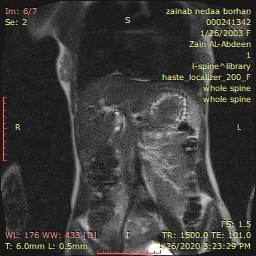 Im: 6/7
Se: 2
S
zainab nedaa borhan
000241342
1/26/2003 F
Zain AL-Abdeen
1
l-spine^library
haste_localizer_200_F
whole spine
whole spine
R
L
WL: 176 WW: 433 [D]
T: 6.0mm L: 0.5mm
I
FS: 1.5
TR: 1500.0 TE: 101.0
/26/2020 3:23:29 PM